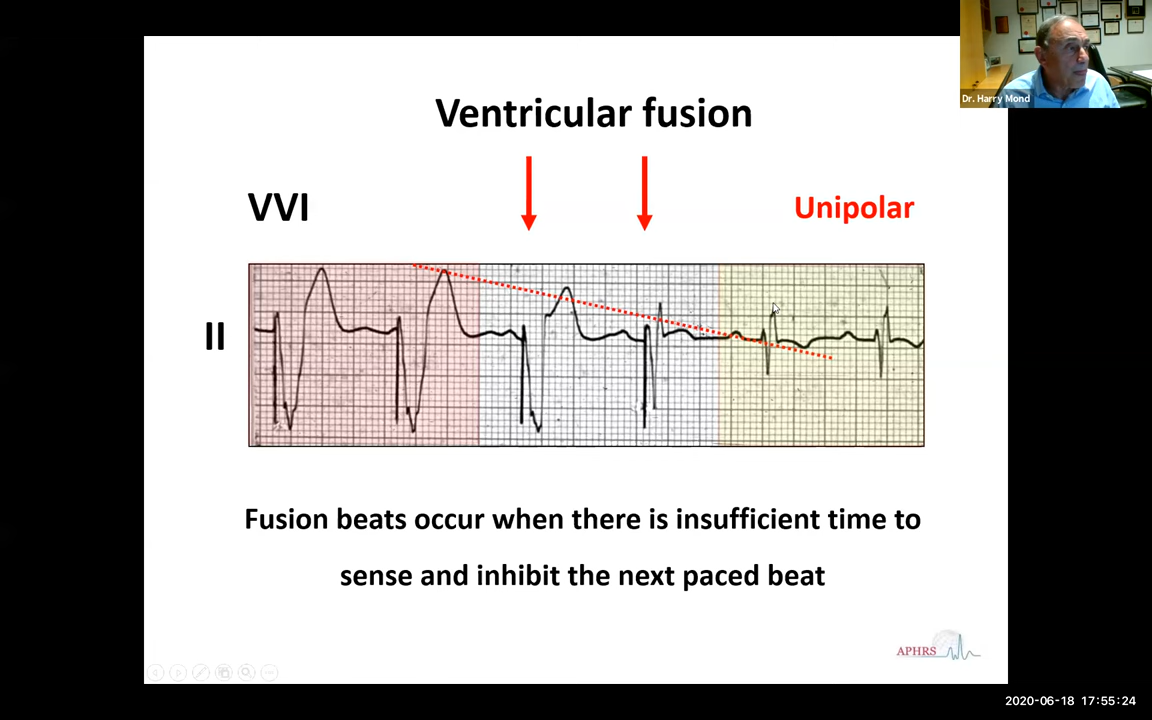 Dr. Harry Mond
Ventricular fusion
VVI
Unipolar
II
Fusion beats occur when there is insufficient time to
sense and inhibit the next paced beat
APHRS
2020-06-18 17:55:24